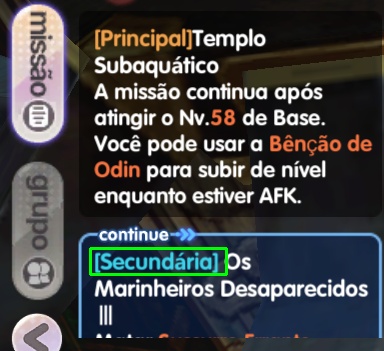 missão
grupo
[Principal]Templo
Subaquático
A missão continua após
atingir o Nv.58 de Base.
Você pode usar a Bênção de
Odin para subir de nível
enquanto estiver AFK.
continue
[Secundária] Os
Marinheiros Desaparecidos
III